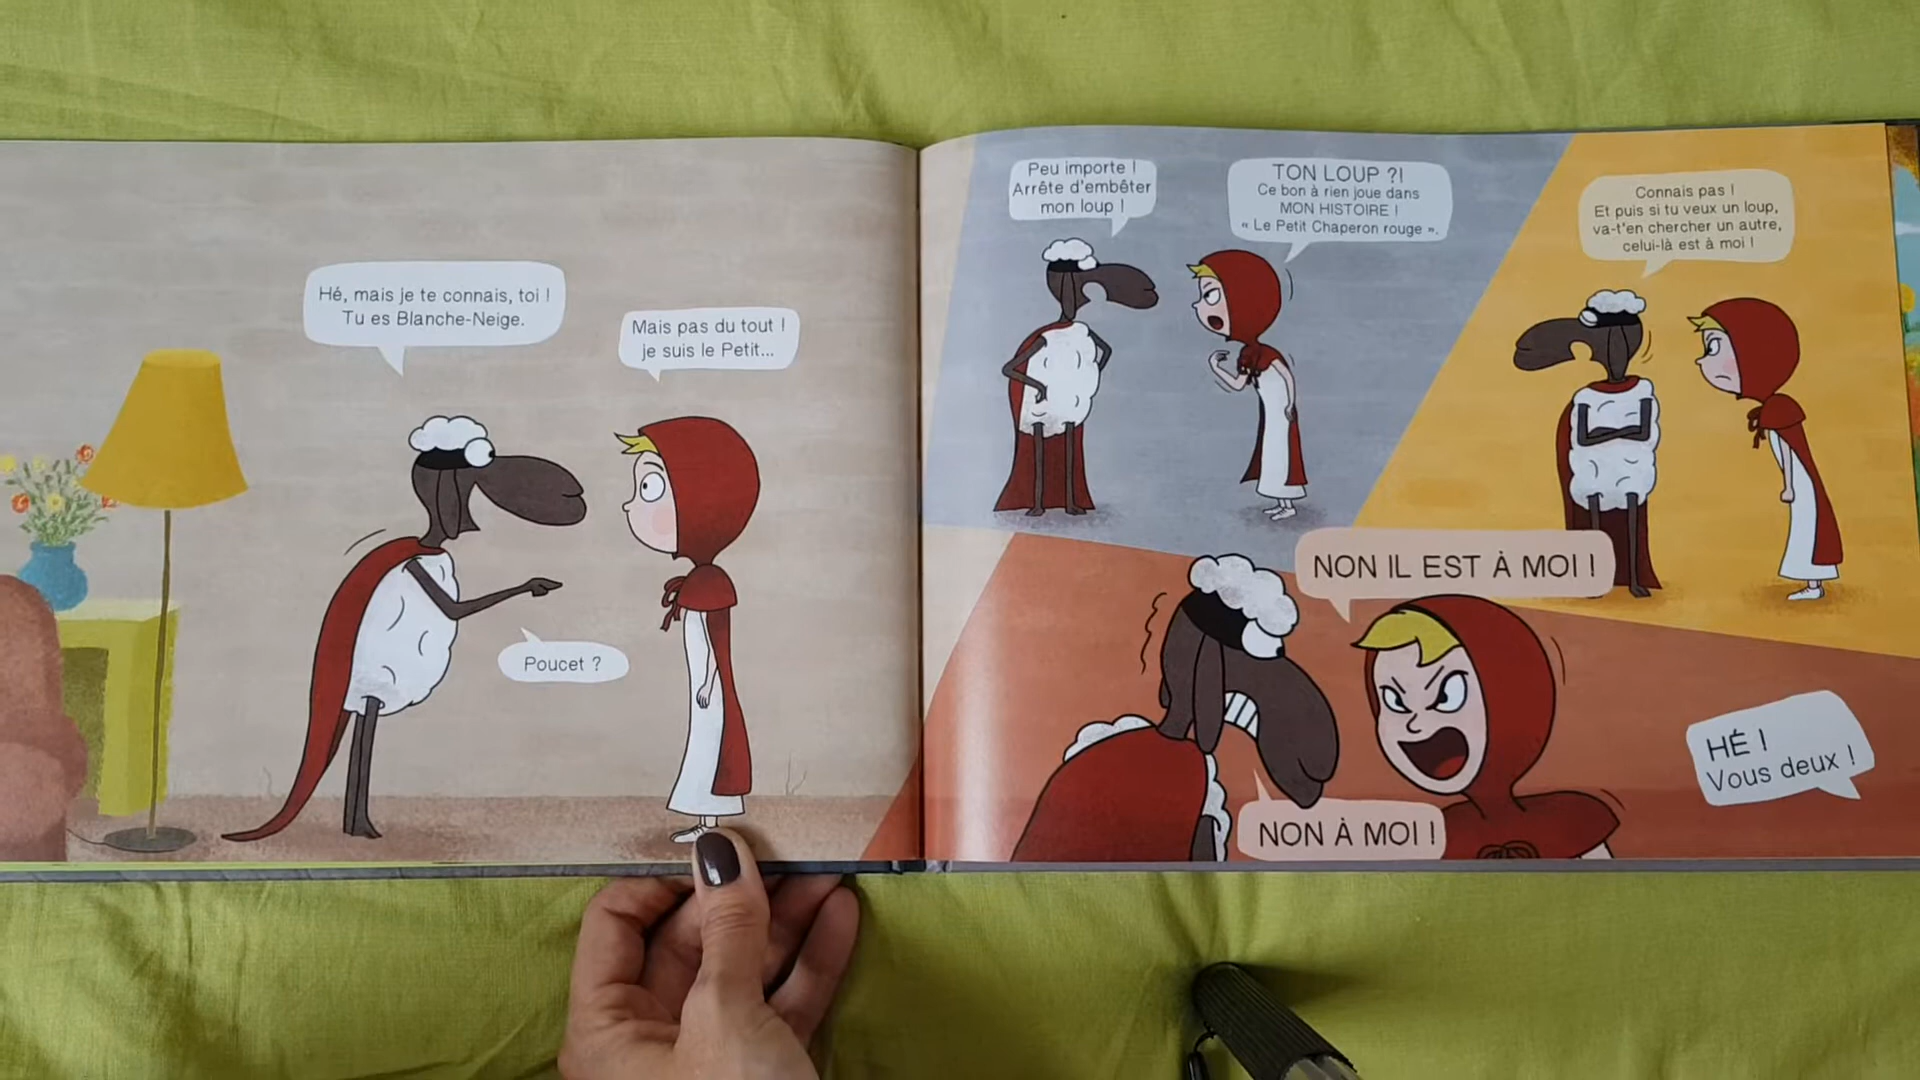 Hé, mais je te connais, toi !
Tu es Blanche-Neige.
Mais pas du tout !
je suis le Petit...
Poucet ?
Peu importe !
Arrête d'embêter
mon loup !
TON LOUP ?!
Ce bon à rien joue dans
MON HISTOIRE !
« Le Petit Chaperon rouge ».
Connais pas !
Et puis si tu veux un loup,
va-t'en chercher un autre,
celui-là est à moi !
NON IL EST À MOI !
NON À MOI !
HÉ !
Vous deux !